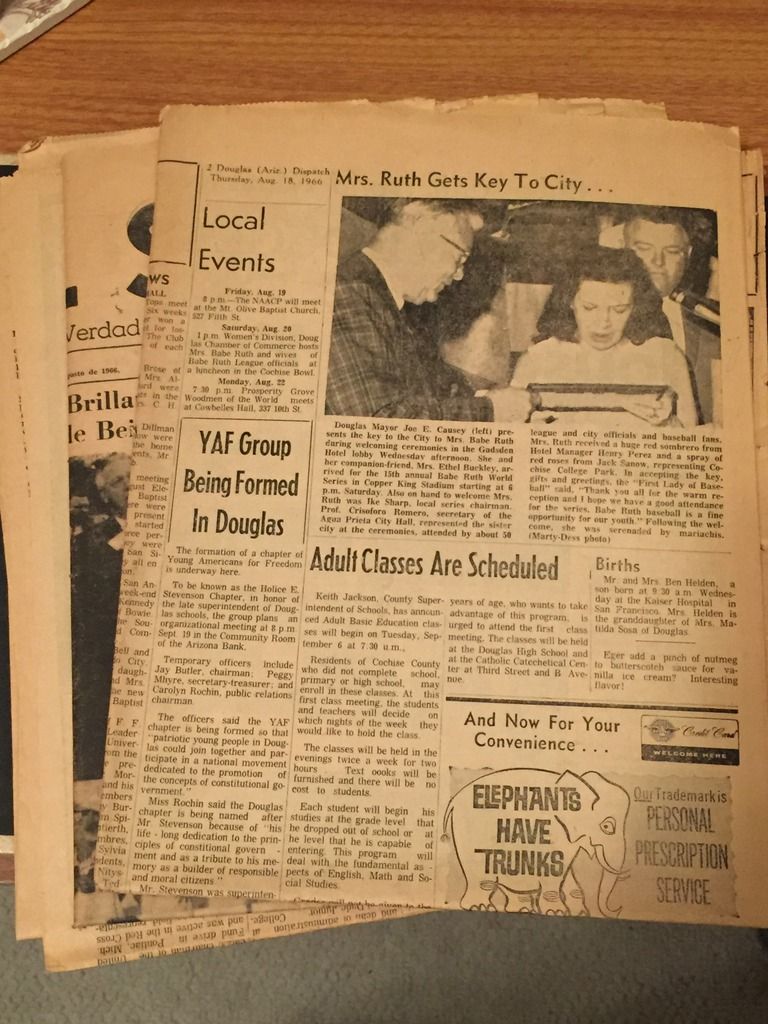 2 Douglas (Ariz.) Dispatch
Thursday, Aug. 18, 1966
Local
Events
Friday, Aug. 19
8 p.m.—The NAACP will meet
at the Mt. Olive Baptist Church,
527 Fifth St.
Saturday, Aug. 20
1 p.m. Women's Division, Doug
las Chamber of Commerce hosts
Mrs. Babe Ruth and wives of
Babe Ruth League officials at
a luncheon in the Cochise Bowl.
Monday, Aug. 22
7 30 p.m. Prosperity Grove
Woodmen of the World meets
at Cowbelles Hall, 337 10th St.
YAF Group
Being Formed
In Douglas
The formation of a chapter of
Young Americans for Freedom
is underway here.
To be known as the Holice E.
Stevenson Chapter, in honor of
the late superintendent of Doug-
las schools, the group plans an
organizational meeting at 8 p.m
Sept. 19 in the Community Room
of the Arizona Bank.
Temporary officers include
Jay Butler, chairman; Peggy
Mhyre, secretary-treasurer; and
Carolyn Rochin, public relations
chairman.
The officers said the YAF
chapter is being formed so that
"patriotic young people in Doug-
las could join together and par-
ticipate in a national movement
dedicated to the promotion of
the concepts of constitutional go-
vernment."
Miss Rochin said the Douglas
chapter is being named after
Mr Stevenson because of "his
life - long dedication to the prin-
ciples of constitional govern -
ment and as a tribute to his me-
mory as a builder of responsible
and moral citizens "
Mr. Stevenson was superinten-
Mrs. Ruth Gets Key To City . . .
Douglas Mayor Joe E. Causey (left) pre-
sents the key to the City to Mrs. Babe Ruth
during welcoming ceremonies in the Gadsden
Hotel lobby Wednesday afternoon. She and
her companion-friend, Mrs. Ethel Buckley, ar-
rived for the 15th annual Babe Ruth World
Series in Copper King Stadium starting at 6
p.m. Saturday. Also on hand to welcome Mrs.
Ruth was Ike Sharp, local series chairman.
Prof. Crisoforo Romero, secretary of the
Agua Prieta City Hall, represented the sister
city at the ceremonies, attended by about 50
league and city officials and baseball fans.
Mrs. Ruth received a huge red sombrero from
Hotel Manager Henry Perez and a spray of
red roses from Jack Sanow, representing Co-
chise College Park. In accepting the key,
gifts and greetings, the "First Lady of Base-
ball" said, "Thank you all for the warm re-
ception and I hope we have a good attendance
for the series. Babe Ruth baseball is a fine
opportunity for our youth." Following the wel-
come, she was serenaded by mariachis.
(Marty-Dess photo)
Adult Classes Are Scheduled
Keith Jackson, County Super-
intendent of Schools, has announ-
ced Adult Basic Education clas-
ses will begin on Tuesday, Sep-
tember 6 at 7.30 u.m.,
Residents of Cochise County
who did not complete school,
primary or high school, may
enroll in these classes. At this
first class meeting, the students
and teachers will decide on
which nights of the week they
would like to hold the class.
The classes will be held in the
evenings twice a week for two
hours Text ooks will be
furnished and there will be no
cost to students.
Each student will begin his
studies at the grade level that
he dropped out of school or at
he level that he is capable of
entering. This program will
deal with the fundamental as-
pects of English, Math and So-
cial Studies.
years of age, who wants to take
advantage of this program, is
urged to attend the first class
meeting. The classes will be held
at the Douglas High School and
at the Catholic Catechetical Cen-
ter at Third Street and B Ave-
nue.
Births
Mr. and Mrs. Ben Helden, a
son born at 9 30 a.m. Wednes-
day at the Kaiser Hospital in
San Francisco. Mrs. Helden is
the granddaughter of Mrs. Ma-
tilda Sosa of Douglas.
Eger add a pinch of nutmeg
to butterscotch sauce for va-
nilla ice cream? Interesting
flavor!
And Now For Your
Convenience . . .
Credit Card
WELCOME HERE
ELEPHANTS
HAVE
TRUNKS
Our Trademark is
PERSONAL
PRESCRIPTION
SERVICE
Verdad
gosto de 1966.
Brilla
le Bei